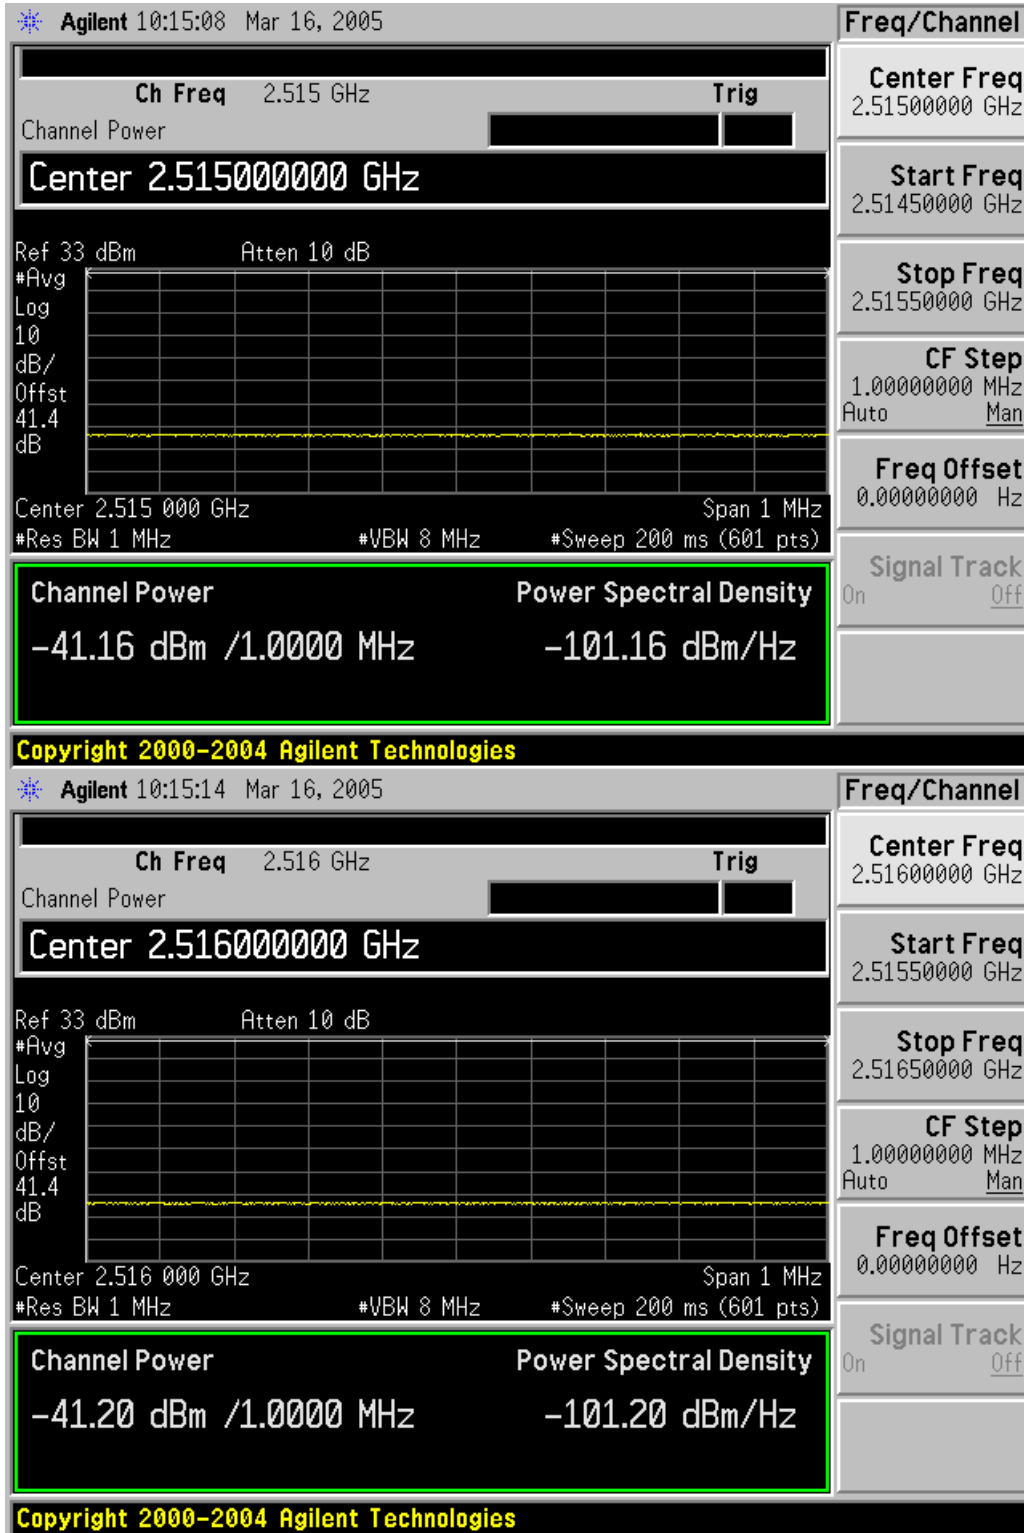 Agilent 10:15:08 Mar 16, 2005
Freq/Channel
Ch Freq 2.515 GHz Trig
Channel Power
Center 2.515000000 GHz
Ref 33 dBm Atten 10 dB
#Avg
Log
10
dB/
Offst
41.4
dB
Center 2.515 000 GHz Span 1 MHz
#Res BW 1 MHz #VBW 8 MHz #Sweep 200 ms (601 pts)
Channel Power Power Spectral Density
-41.16 dBm /1.0000 MHz -101.16 dBm/Hz
Center Freq
2.51500000 GHz
Start Freq
2.51450000 GHz
Stop Freq
2.51550000 GHz
CF Step
1.00000000 MHz
Auto Man
Freq Offset
0.00000000 Hz
Signal Track
On Off
Copyright 2000-2004 Agilent Technologies
Agilent 10:15:14 Mar 16, 2005
Freq/Channel
Ch Freq 2.516 GHz Trig
Channel Power
Center 2.516000000 GHz
Ref 33 dBm Atten 10 dB
#Avg
Log
10
dB/
Offst
41.4
dB
Center 2.516 000 GHz Span 1 MHz
#Res BW 1 MHz #VBW 8 MHz #Sweep 200 ms (601 pts)
Channel Power Power Spectral Density
-41.20 dBm /1.0000 MHz -101.20 dBm/Hz
Center Freq
2.51600000 GHz
Start Freq
2.51550000 GHz
Stop Freq
2.51650000 GHz
CF Step
1.00000000 MHz
Auto Man
Freq Offset
0.00000000 Hz
Signal Track
On Off
Copyright 2000-2004 Agilent Technologies